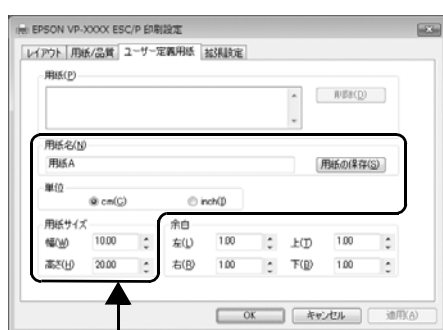 EPSON VP-XXXX ESC/P 印刷設定
レイアウト 用紙/品質 ユーザー定義用紙 拡張設定
用紙(P)
削除(D)
用紙名(N)
用紙A 用紙の保存(S)
単位
cm(C) inch(I)
用紙サイズ 余白
幅(W) 10.00 左(L) 1.00 上(T) 1.00
高さ(H) 20.00 右(R) 1.00 下(B) 1.00
OK キャンセル 適用(A)